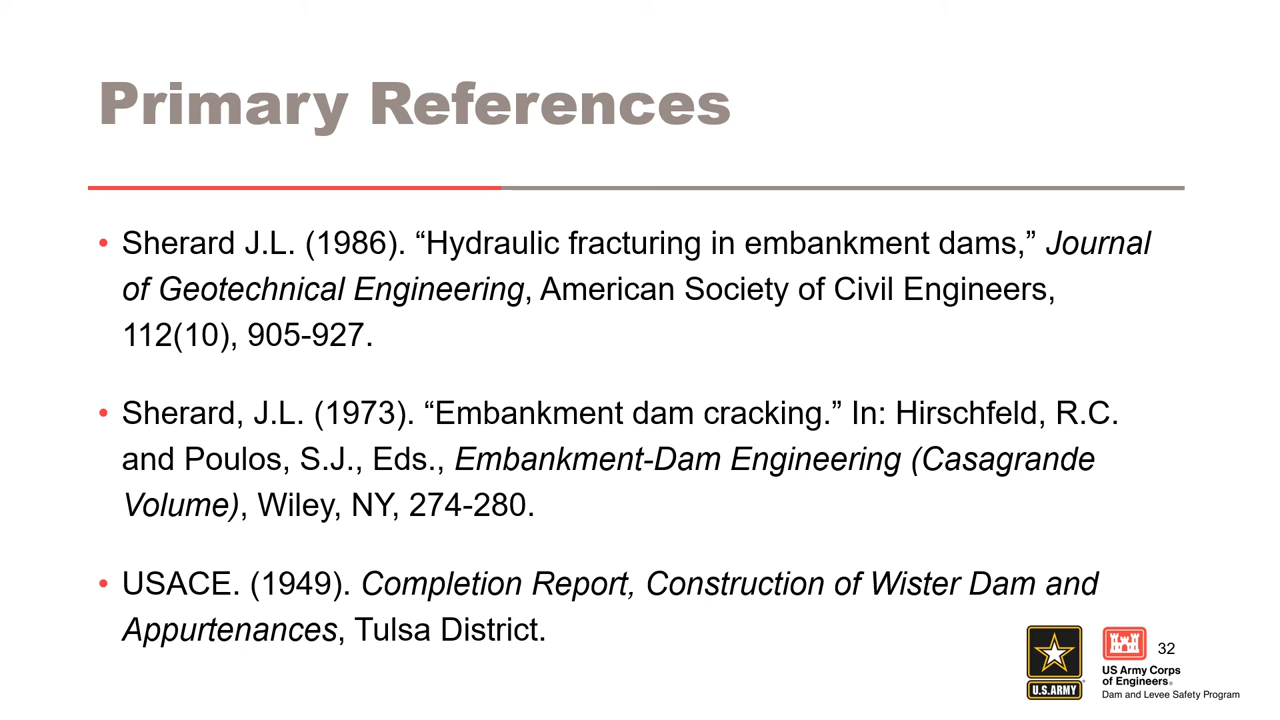 Primary References
• Sherard J.L. (1986). “Hydraulic fracturing in embankment dams,” Journal
of Geotechnical Engineering, American Society of Civil Engineers,
112(10), 905-927.
• Sherard, J.L. (1973). “Embankment dam cracking.” In: Hirschfeld, R.C.
and Poulos, S.J., Eds., Embankment-Dam Engineering (Casagrande
Volume), Wiley, NY, 274-280.
• USACE. (1949). Completion Report, Construction of Wister Dam and
Appurtenances, Tulsa District.
32
U.S.ARMY
US Army Corps
of Engineers®
Dam and Levee Safety Program